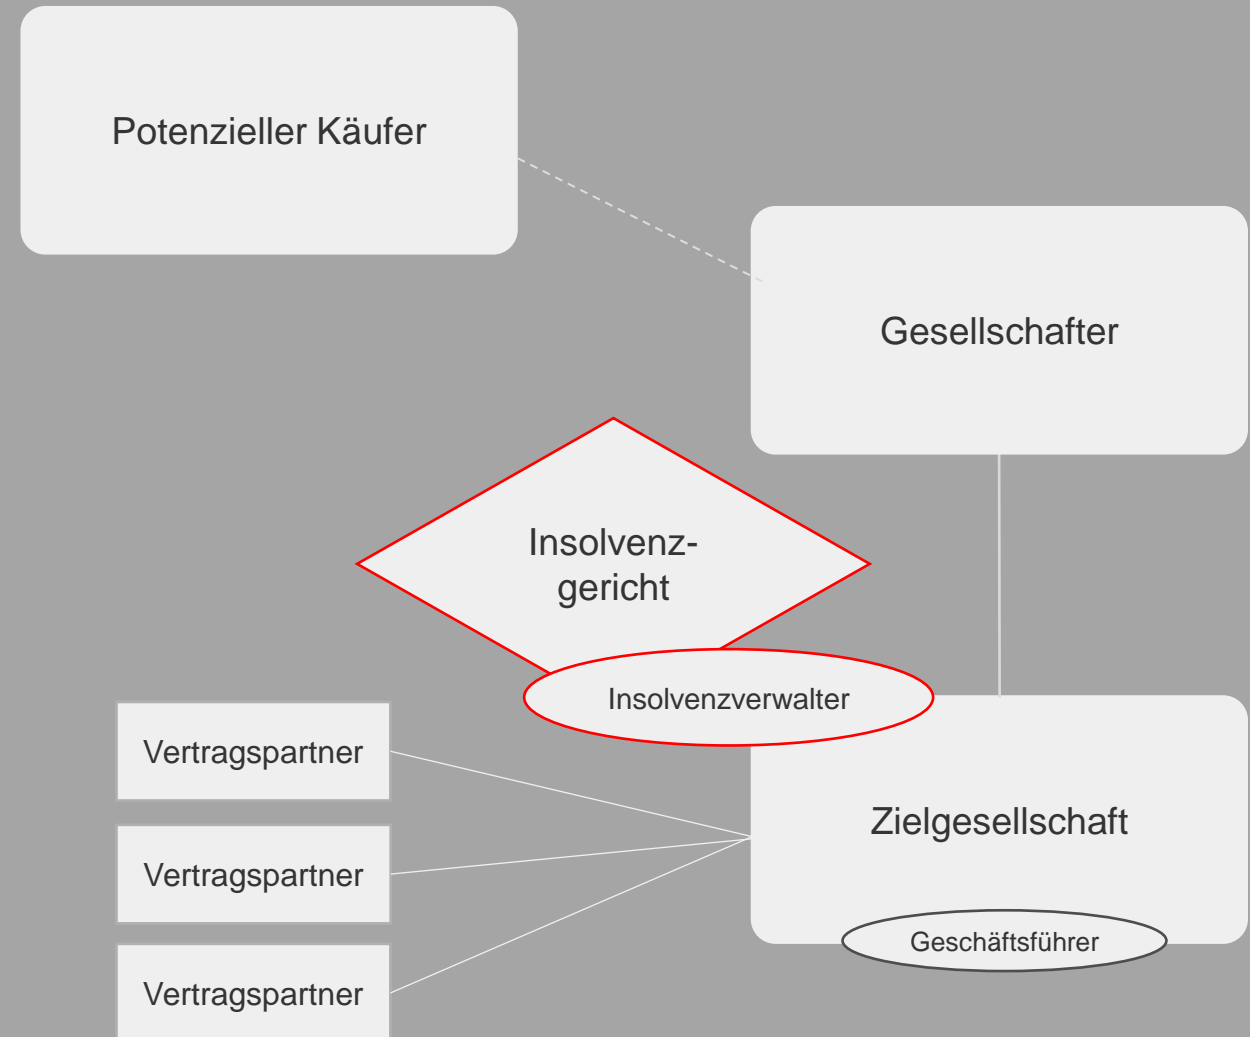 Potenzieller Käufer
Gesellschafter
Insolvenz-
gericht
Insolvenzverwalter
Vertragspartner
Zielgesellschaft
Vertragspartner
Geschäftsführer
Vertragspartner